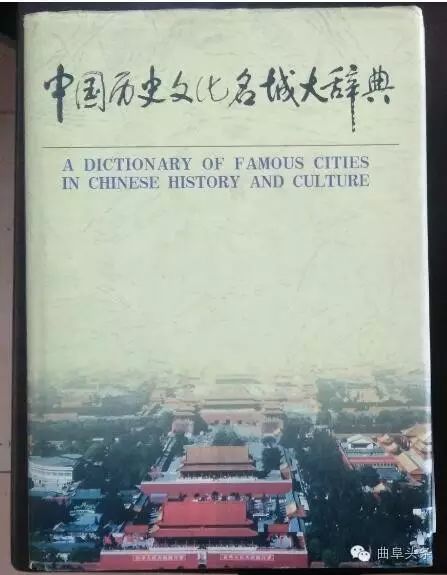 中国历史文化名城大辞典
A DICTIONARY OF FAMOUS CITIES
IN CHINESE HISTORY AND CULTURE
曲阜头条